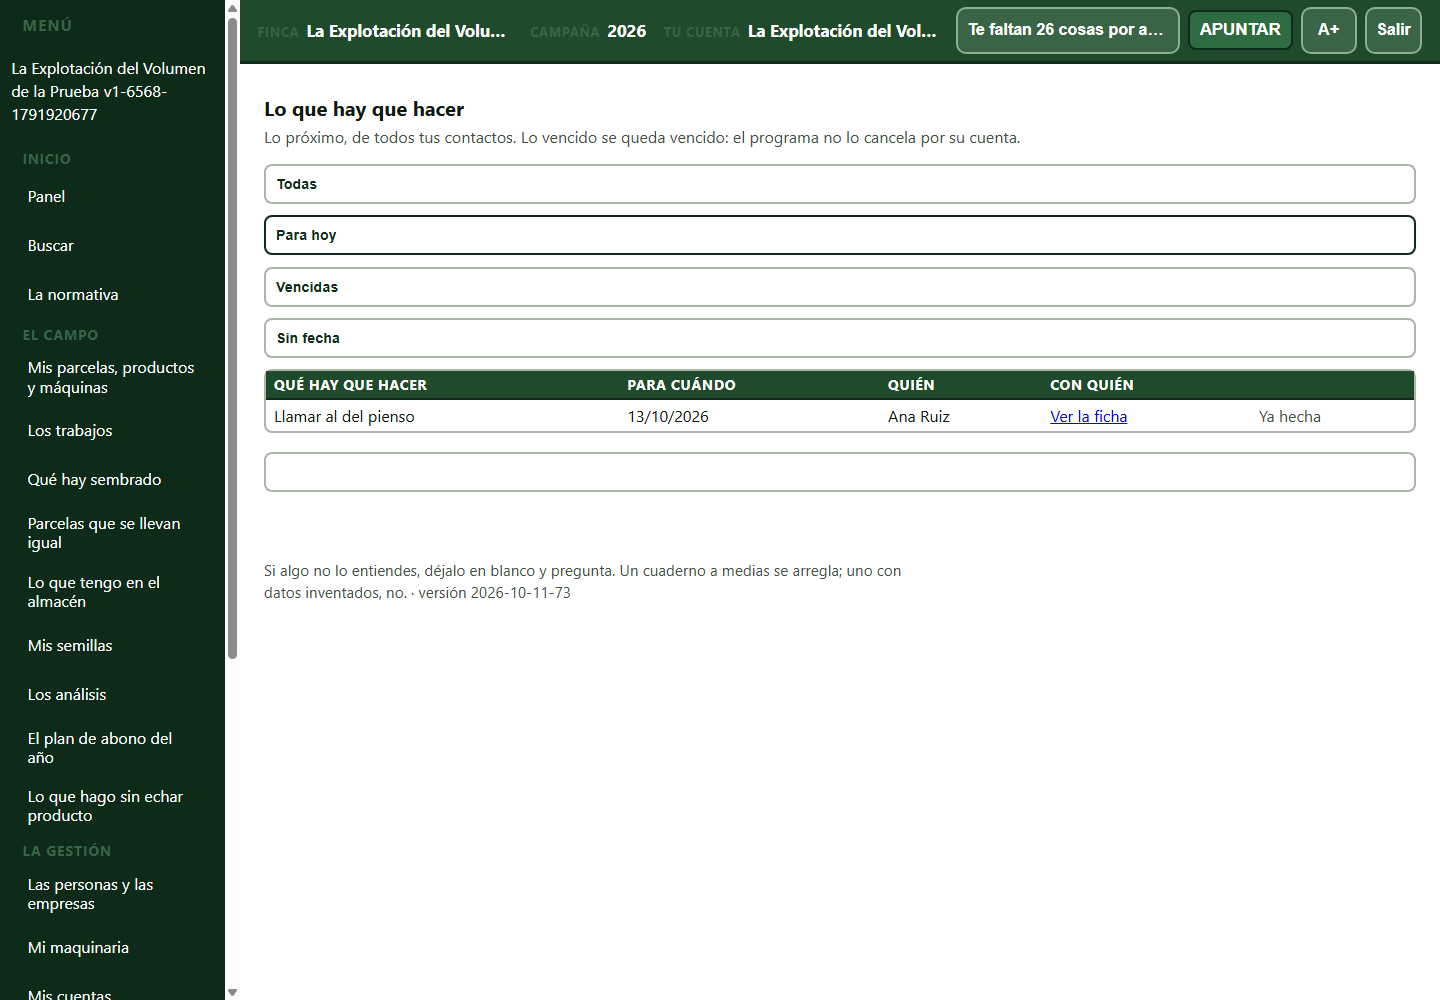 MENÚ
La Explotación del Volumen
de la Prueba v1-6568-
1791920677
INICIO
Panel
Buscar
La normativa
EL CAMPO
Mis parcelas, productos
y máquinas
Los trabajos
Qué hay sembrado
Parcelas que se llevan
igual
Lo que tengo en el
almacén
Mis semillas
Los análisis
El plan de abono del
año
Lo que hago sin echar
producto
LA GESTIÓN
Las personas y las
empresas
Mi maquinaria
Mis cuentas
FINCA La Explotación del Volu... CAMPAÑA 2026 TU CUENTA La Explotación del Vol... Te faltan 26 cosas por a... APUNTAR A+ Salir
Lo que hay que hacer
Lo próximo, de todos tus contactos. Lo vencido se queda vencido: el programa no lo cancela por su cuenta.
Todas
Para hoy
Vencidas
Sin fecha
QUÉ HAY QUE HACER PARA CUÁNDO QUIÉN CON QUIÉN
Llamar al del pienso 13/10/2026 Ana Ruiz Ver la ficha Ya hecha
Si algo no lo entiendes, déjalo en blanco y pregunta. Un cuaderno a medias se arregla; uno con
datos inventados, no. · versión 2026-10-11-73